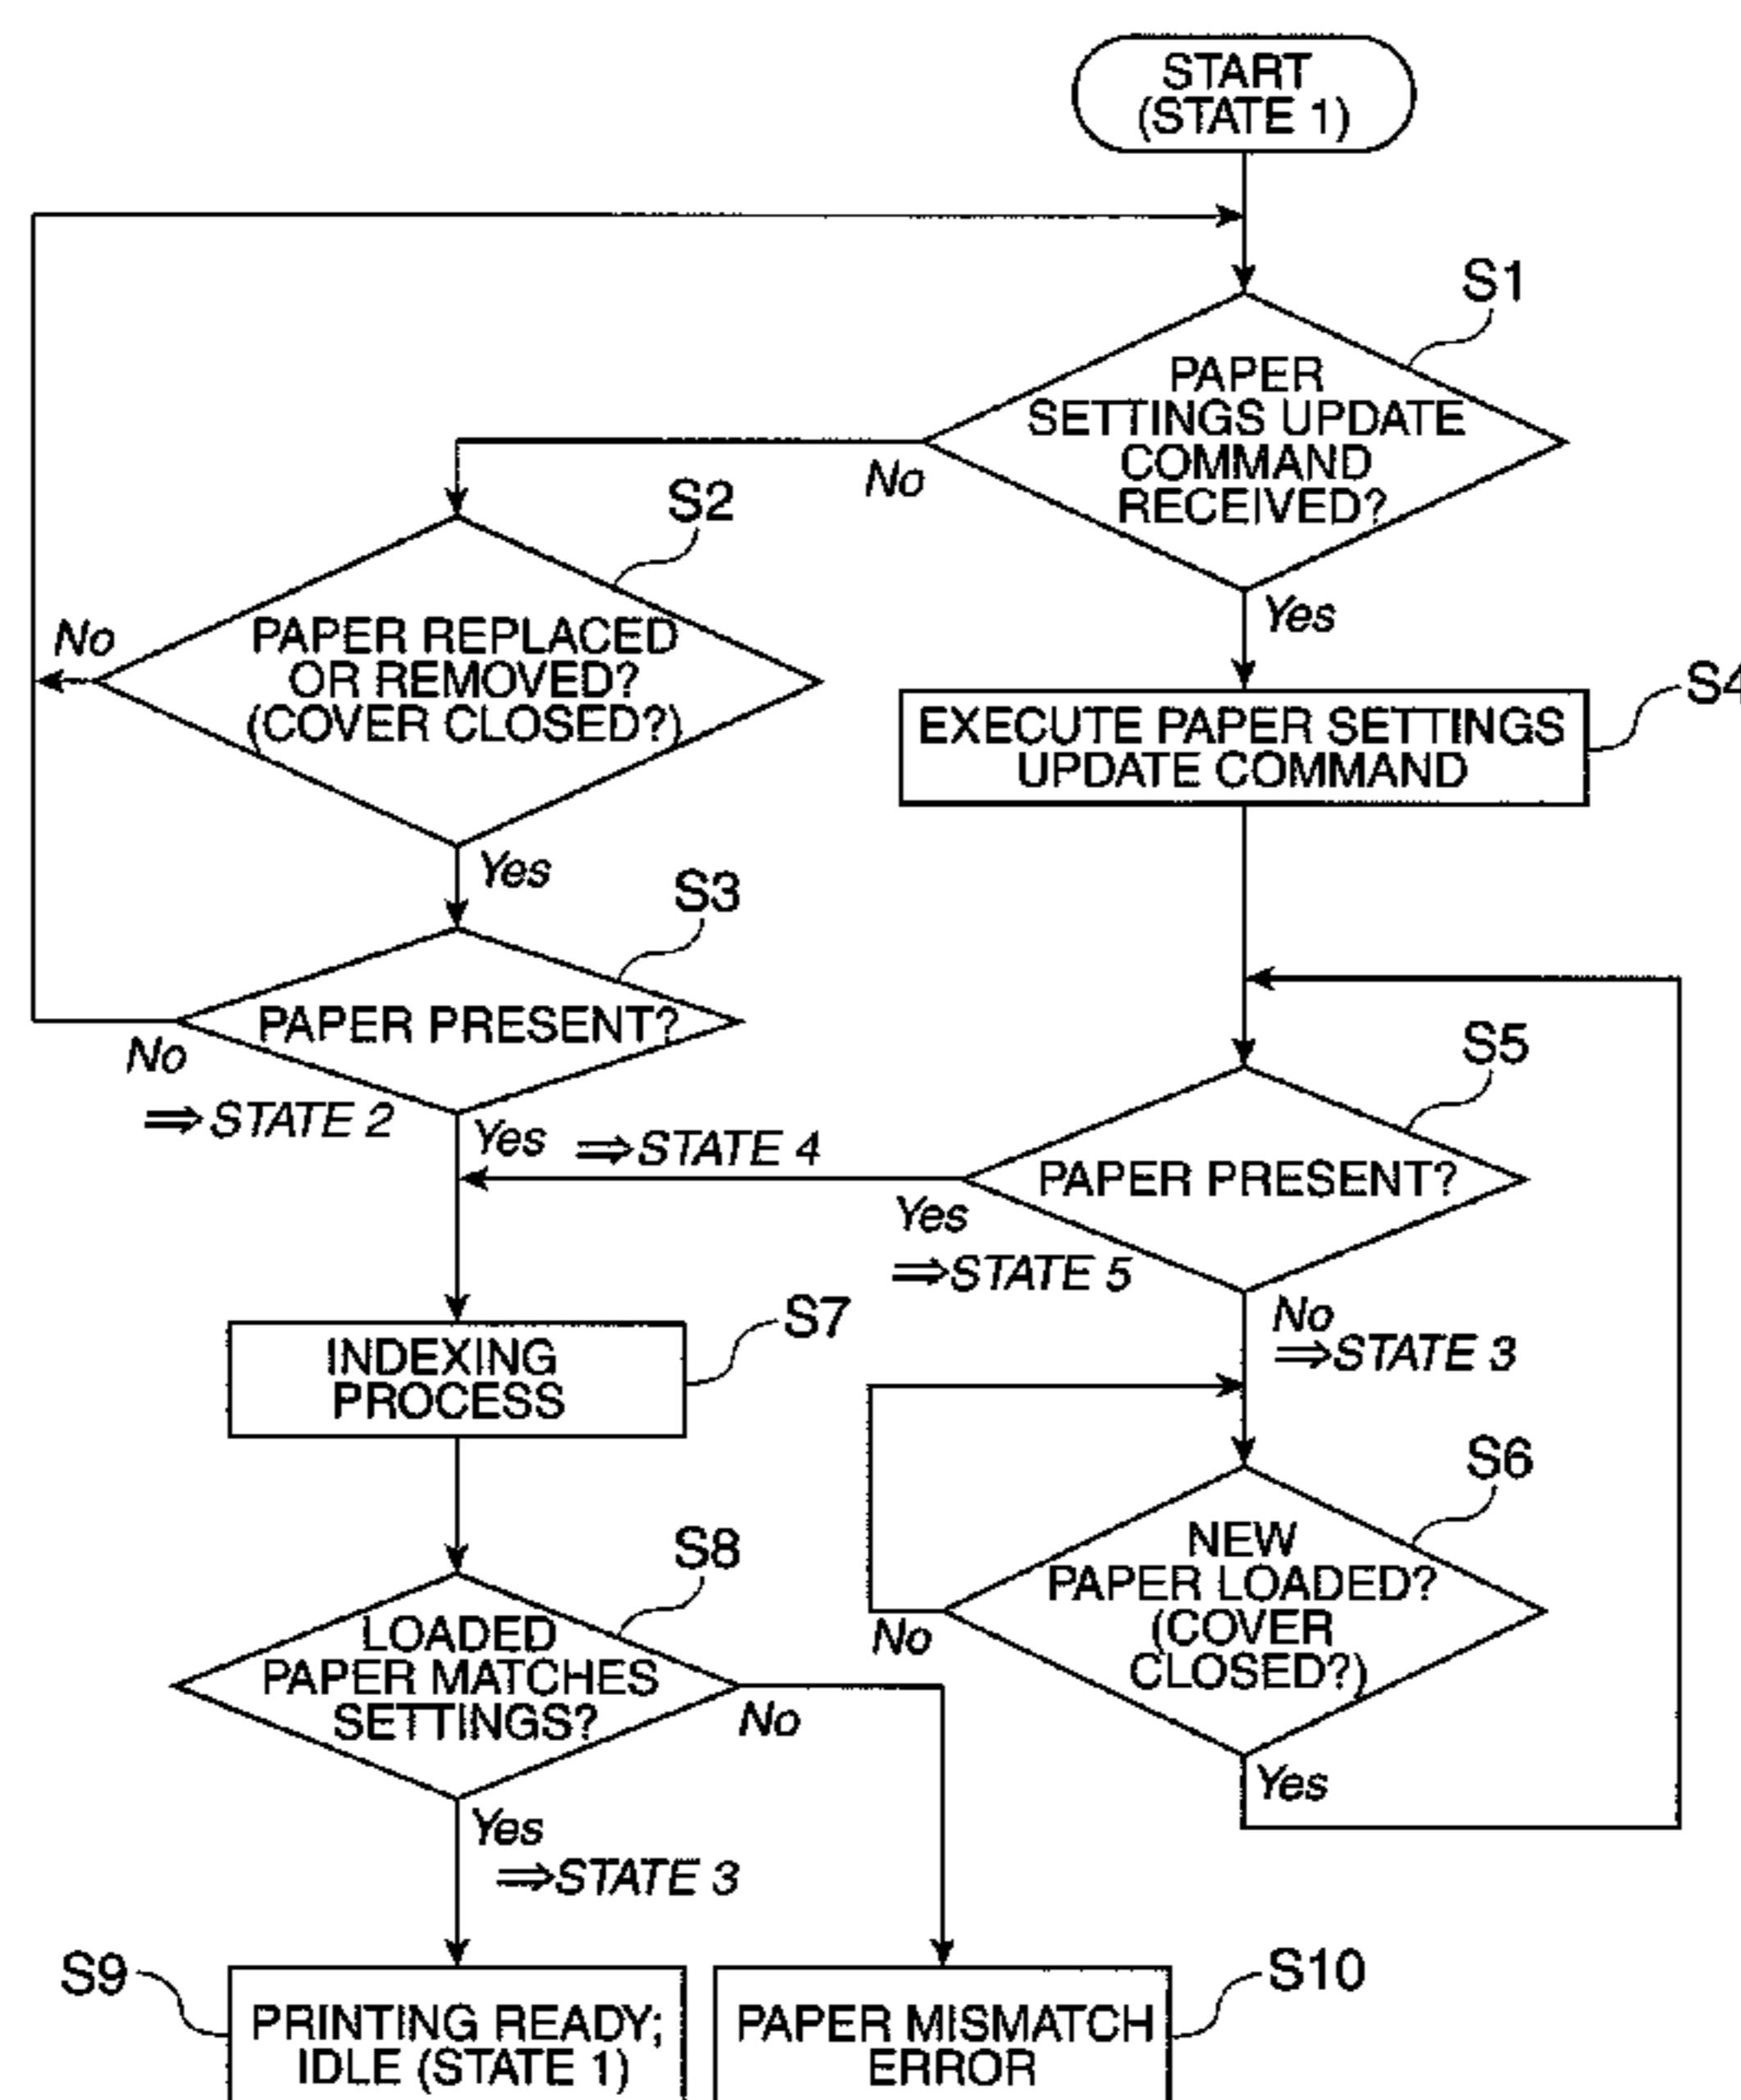 START
(STATE 1)
S1
PAPER
SETTINGS UPDATE
COMMAND
RECEIVED?
No
Yes
S2
PAPER REPLACED
OR REMOVED?
(COVER CLOSED?)
No
Yes
S4
EXECUTE PAPER SETTINGS
UPDATE COMMAND
S3
PAPER PRESENT?
No
⇒STATE 2
Yes ⇒STATE 4
S5
PAPER PRESENT?
Yes
⇒STATE 5
No
⇒STATE 3
S7
INDEXING
PROCESS
S6
NEW
PAPER LOADED?
(COVER
CLOSED?)
No
Yes
S8
LOADED
PAPER MATCHES
SETTINGS?
No
Yes
⇒STATE 3
S9
PRINTING READY;
IDLE (STATE 1)
S10
PAPER MISMATCH
ERROR